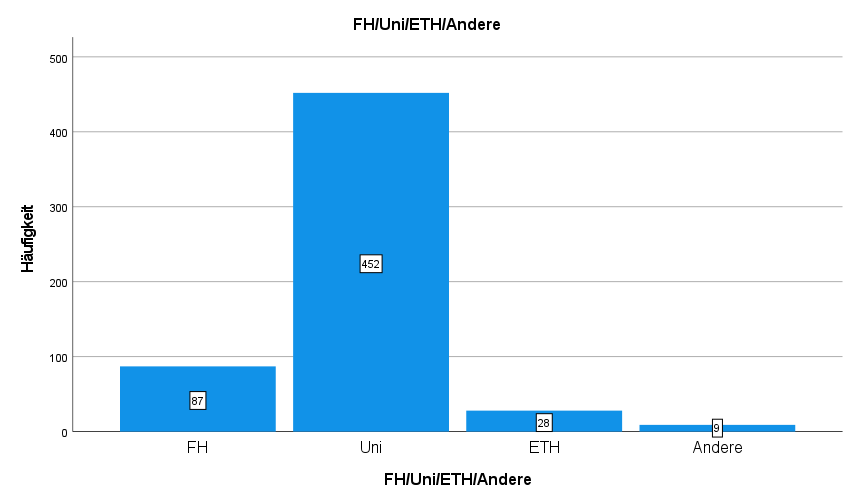 FH/Uni/ETH/Andere
Häufigkeit
500
400
300
200
100
0
87
452
28
9
FH
Uni
ETH
Andere
FH/Uni/ETH/Andere